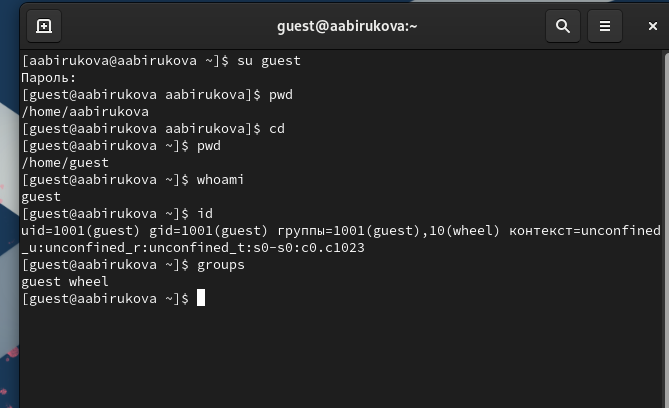 guest@aabirukova:~
[aabirukova@aabirukova ~]$ su guest
Пароль:
[guest@aabirukova aabirukova]$ pwd
/home/aabirukova
[guest@aabirukova aabirukova]$ cd
[guest@aabirukova ~]$ pwd
/home/guest
[guest@aabirukova ~]$ whoami
guest
[guest@aabirukova ~]$ id
uid=1001(guest) gid=1001(guest) группы=1001(guest),10(wheel) контекст=unconfined
_u:unconfined_r:unconfined_t:s0-s0:c0.c1023
[guest@aabirukova ~]$ groups
guest wheel
[guest@aabirukova ~]$